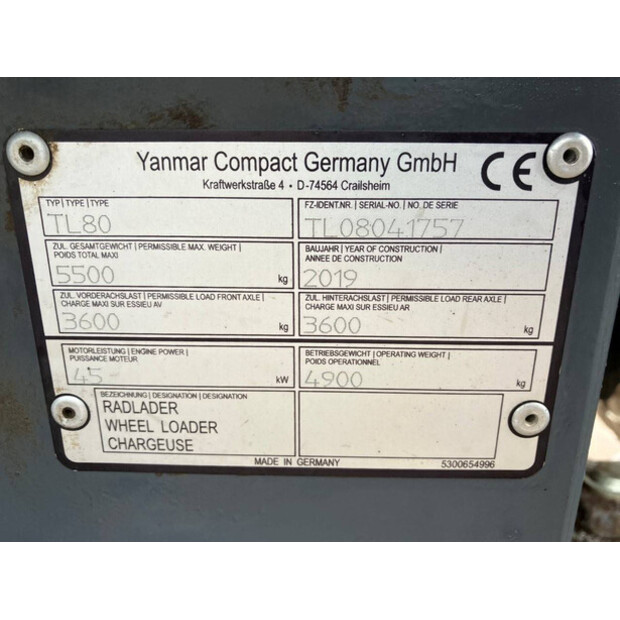 Yanmar Compact Germany GmbH
CE
Kraftwerkstraße 4 • D-74564 Crailsheim
TYP | TYPE | TYPE
TL80
FZ-IDENT.NR. | SERIAL-NO. | NO. DE SERIE
TL08041757
ZUL. GESAMTGEWICHT | PERMISSIBLE MAX. WEIGHT |
POIDS TOTAL MAXI
5500 kg
BAUJAHR | YEAR OF CONSTRUCTION |
ANNEE DE CONSTRUCTION
2019
ZUL. VORDERACHSLAST | PERMISSIBLE LOAD FRONT AXLE |
CHARGE MAXI SUR ESSIEU AV
3600 kg
ZUL. HINTERACHSLAST | PERMISSIBLE LOAD REAR AXLE |
CHARGE MAXI SUR ESSIEU AR
3600 kg
MOTORLEISTUNG | ENGINE POWER |
PUISSANCE MOTEUR
45- kW
BETRIEBSGEWICHT | OPERATING WEIGHT |
POIDS OPERATIONNEL
4900 kg
BEZEICHNUNG | DESIGNATION | DESIGNATION
RADLADER
WHEEL LOADER
CHARGEUSE
MADE IN GERMANY
5300654996